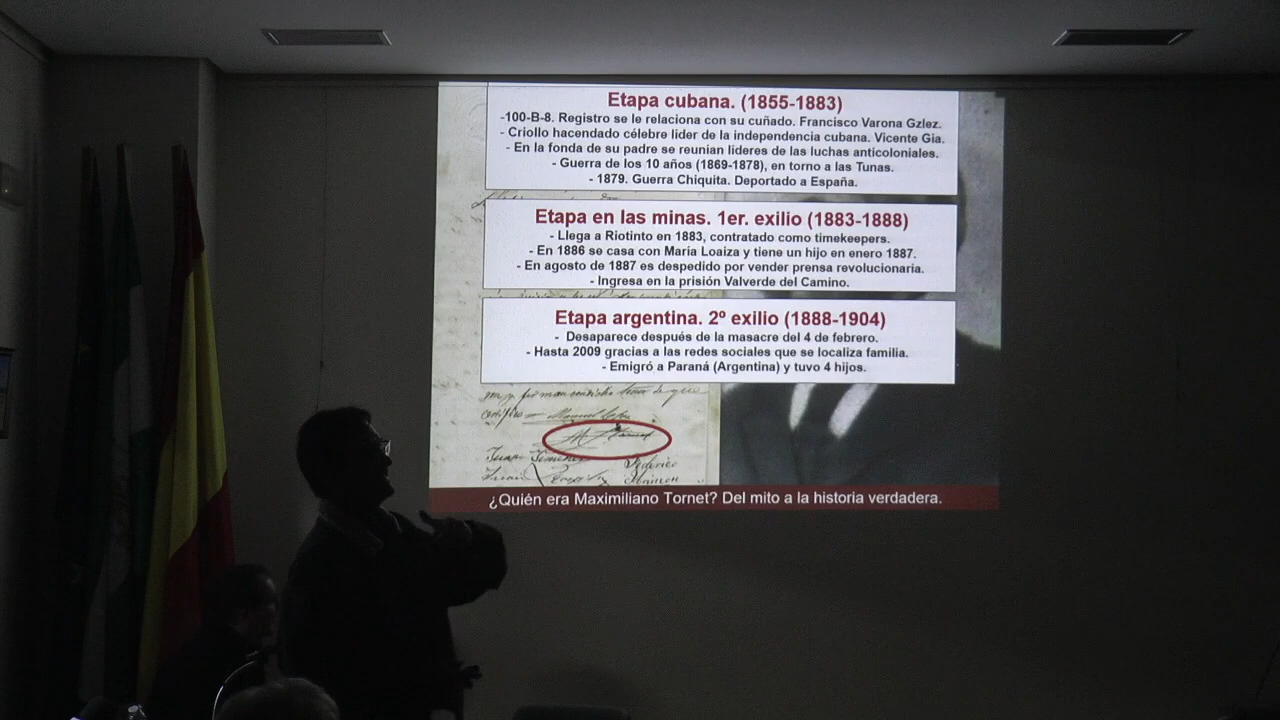 Etapa cubana. (1855-1883)
-100-B-8. Registro se le relaciona con su cuñado. Francisco Varona Gzlez.
- Criollo hacendado célebre lider de la independencia cubana. Vicente Gia.
- En la fonda de su padre se reunian lideres de las luchas anticoloniales.
- Guerra de los 10 años (1869-1878), en torno a las Tunas.
- 1879. Guerra Chiquita. Deportado a España.
Etapa en las minas. 1er. exilio (1883-1888)
- Llega a Riotinto en 1883, contratado como timekeepers.
- En 1886 se casa con María Loaiza y tiene un hijo en enero 1887.
- En agosto de 1887 es despedido por vender prensa revolucionaria.
- Ingresa en la prisión Valverde del Camino.
Etapa argentina. 2º exilio (1888-1904)
- Desaparece después de la masacre del 4 de febrero.
- Hasta 2009 gracias a las redes sociales que se localiza familia.
- Emigró a Paraná (Argentina) y tuvo 4 hijos.
de que
Manuel
Federico
¿Quién era Maximiliano Tornet? Del mito a la historia verdadera.